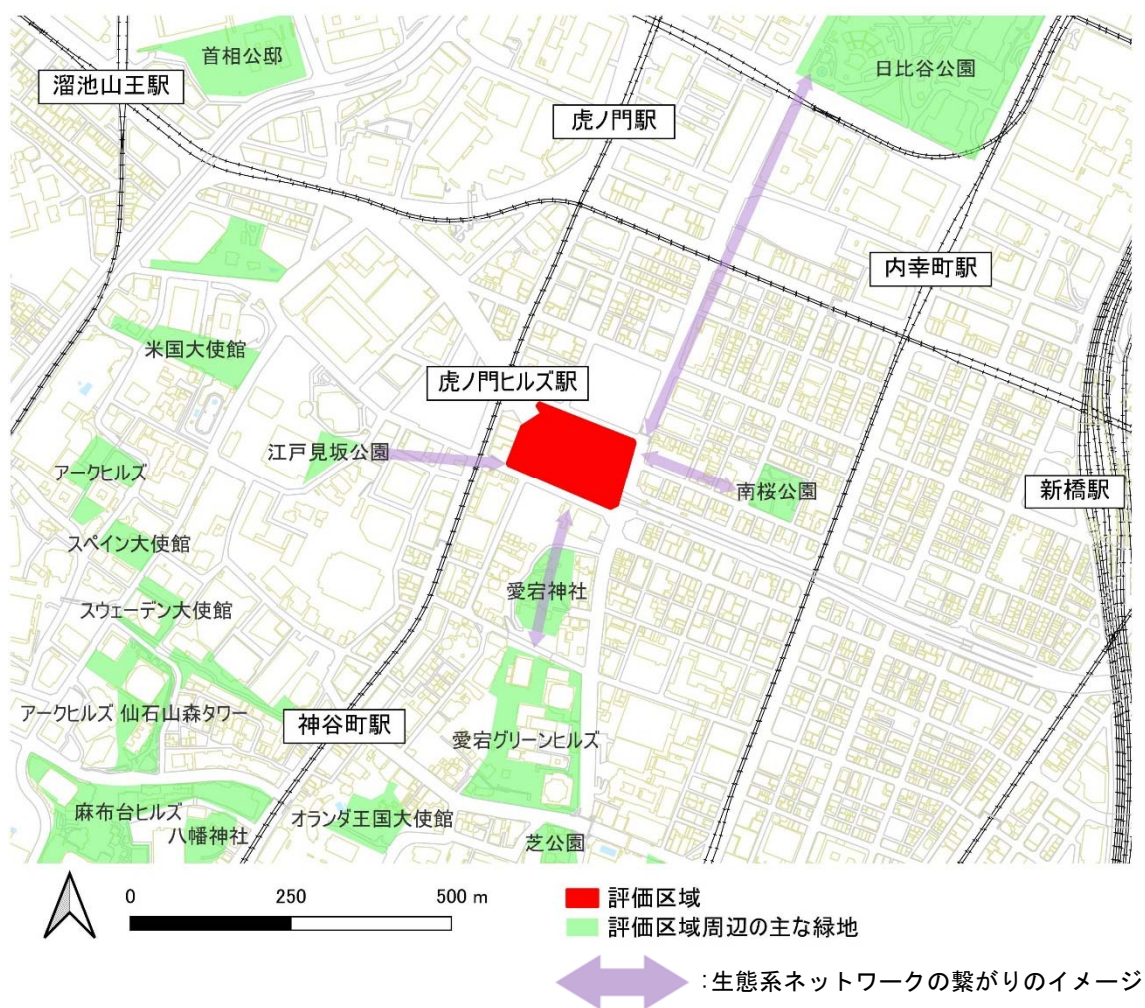 首相公邸
日比谷公園
溜池山王駅
虎ノ門駅
内幸町駅
米国大使館
虎ノ門ヒルズ駅
江戸見坂公園
アークヒルズ
南桜公園
新橋駅
スペイン大使館
愛宕神社
スウェーデン大使館
アークヒルズ 仙石山森タワー
神谷町駅
愛宕グリーンヒルズ
麻布台ヒルズ
八幡神社
オランダ王国大使館
芝公園
0 250 500 m
評価区域
評価区域周辺の主な緑地
:生態系ネットワークの繋がりのイメージ